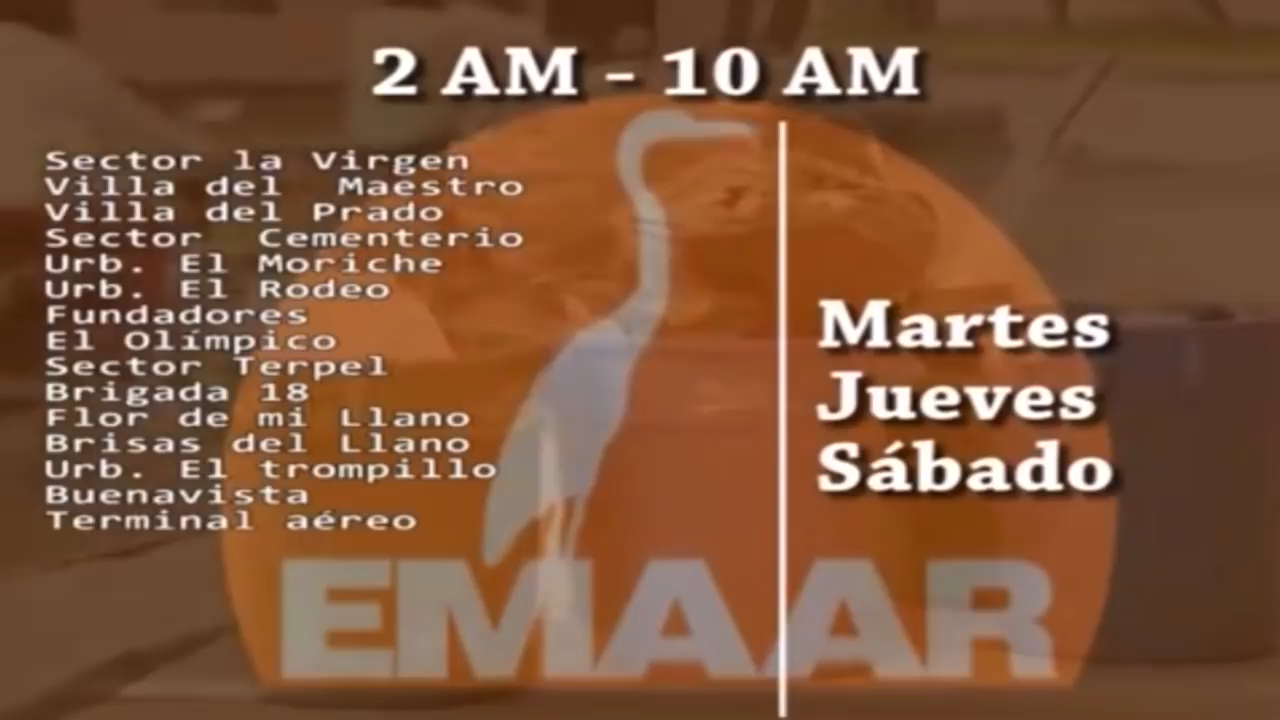 2 AM - 10 AM
Sector la Virgen
Villa del Maestro
Villa del Prado
Sector Cementerio
Urb. El Moriche
Urb. El Rodeo
Fundadores
El Olímpico
Sector Terpel
Brigada 18
Flor de mi Llano
Brisas del Llano
Urb. El trompillo
Buenavista
Terminal aéreo
Martes
Jueves
Sábado
EMAAR